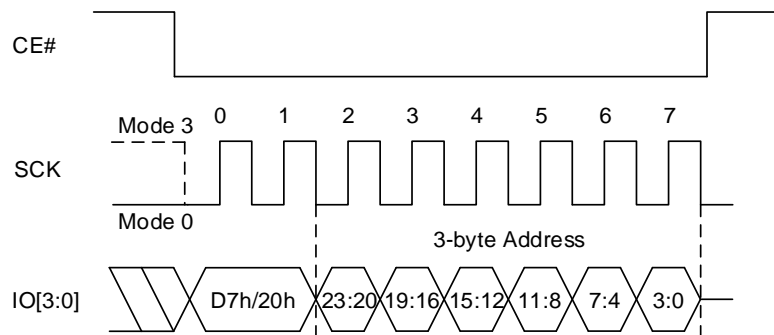 CE#
Mode 3
0 1 2 3 4 5 6 7
SCK
Mode 0
3-byte Address
IO[3:0]
D7h/20h 23:20 19:16 15:12 11:8 7:4 3:0